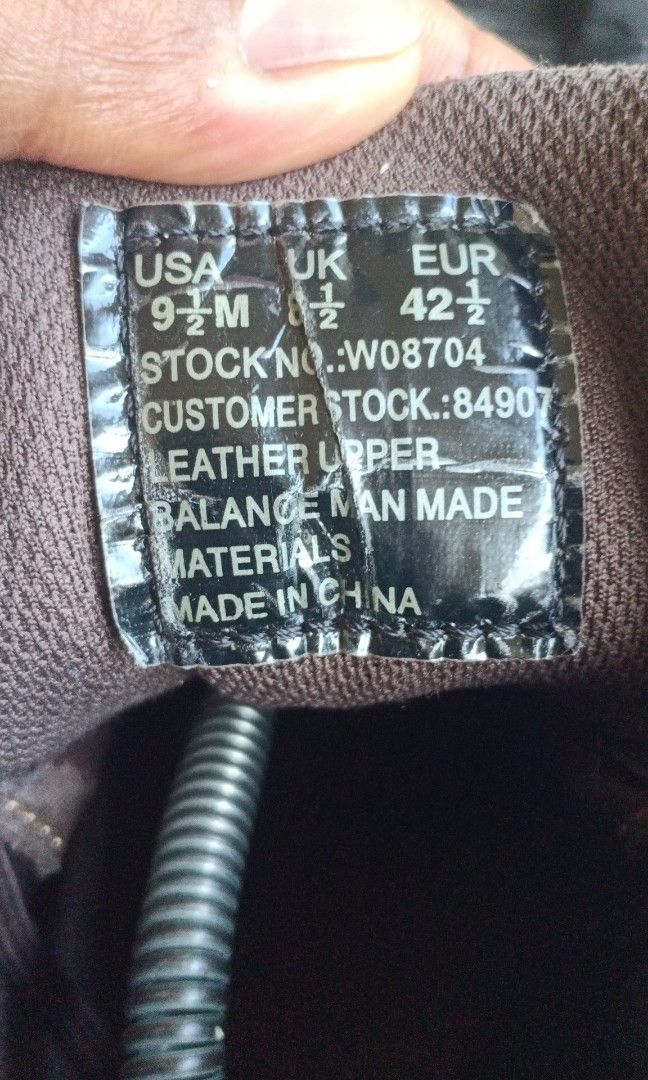 USA UK EUR
9½M 8½ 42½
STOCK NO.:W08704
CUSTOMER STOCK.:84907
LEATHER UPPER
BALANCE MAN MADE
MATERIALS
MADE IN CHINA